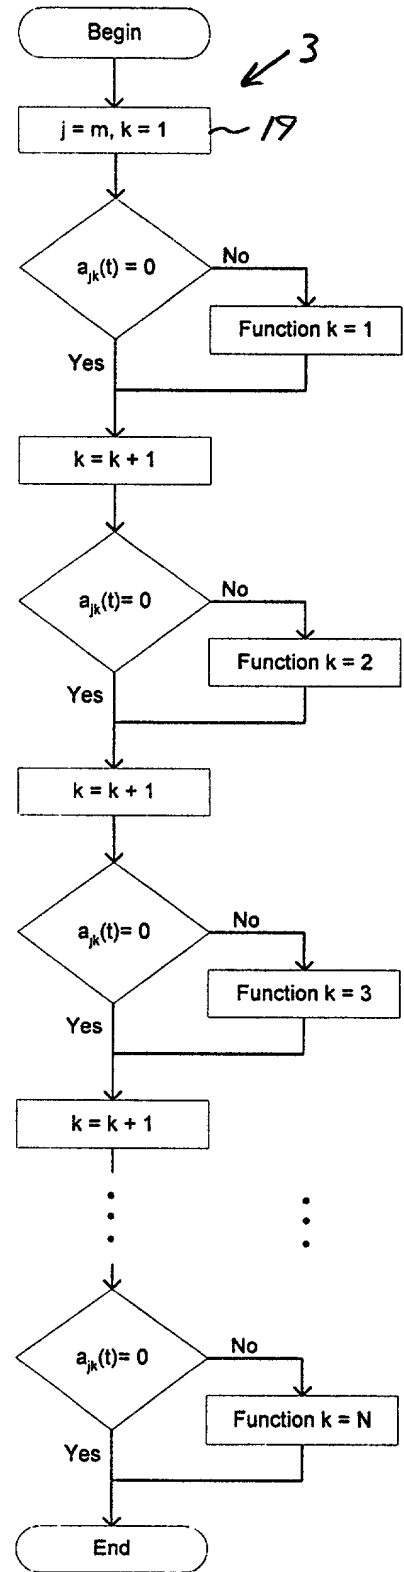 Begin
3
j = m, k = 1
19
a_jk(t) = 0
No
Function k = 1
Yes
k = k + 1
a_jk(t)= 0
No
Function k = 2
Yes
k = k + 1
a_jk(t)= 0
No
Function k = 3
Yes
k = k + 1
a_jk(t)= 0
No
Function k = N
Yes
End